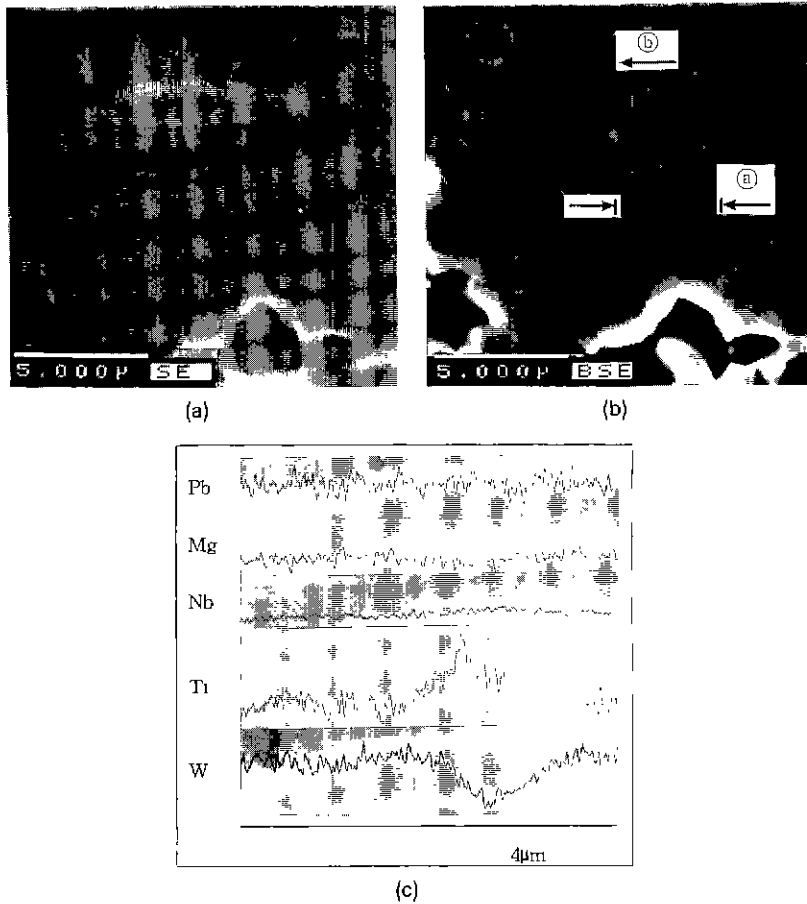 ⓑ
ⓐ
5.000μ SE
5.000μ BSE
(a)
(b)
Pb
Mg
Nb
Ti
W
4μm
(c)